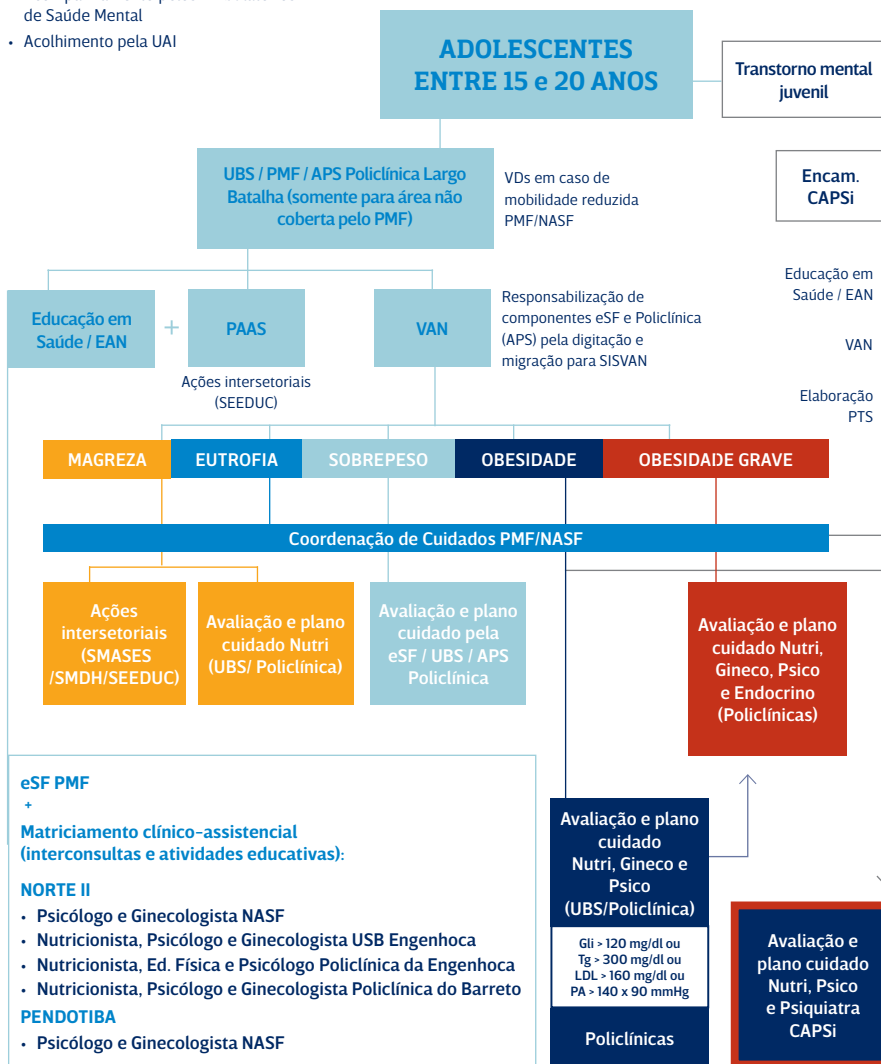 de Saúde Mental
• Acolhimento pela UAI
ADOLESCENTES
ENTRE 15 e 20 ANOS
Transtorno mental
juvenil
UBS / PMF / APS Policlínica Largo
Batalha (somente para área não
coberta pelo PMF)
VDs em caso de
mobilidade reduzida
PMF/NASF
Encam.
CAPSi
Educação em
Saúde / EAN
+
PAAS
VAN
Responsabilização de
componentes eSF e Policlínica
(APS) pela digitação e
migração para SISVAN
Ações intersetoriais
(SEEDUC)
Educação em
Saúde / EAN
VAN
Elaboração
PTS
MAGREZA
EUTROFIA
SOBREPESO
OBESIDADE
OBESIDADE GRAVE
Coordenação de Cuidados PMF/NASF
Ações
intersetoriais
(SMASES
/SMDH/SEEDUC)
Avaliação e plano
cuidado Nutri
(UBS/ Policlínica)
Avaliação e plano
cuidado pela
eSF / UBS / APS
Policlínica
Avaliação e plano
cuidado Nutri,
Gineco, Psico
e Endocrino
(Policlínicas)
eSF PMF
+
Matriciamento clínico-assistencial
(interconsultas e atividades educativas):
NORTE II
• Psicólogo e Ginecologista NASF
• Nutricionista, Psicólogo e Ginecologista USB Engenhoca
• Nutricionista, Ed. Física e Psicólogo Policlínica da Engenhoca
• Nutricionista, Psicólogo e Ginecologista Policlínica do Barreto
PENDOTIBA
• Psicólogo e Ginecologista NASF
Avaliação e plano
cuidado
Nutri, Gineco e
Psico
(UBS/Policlínica)
Gli > 120 mg/dl ou
Tg > 300 mg/dl ou
LDL > 160 mg/dl ou
PA > 140 x 90 mmHg
Policlínicas
Avaliação e
plano cuidado
Nutri, Psico
e Psiquiatra
CAPSi